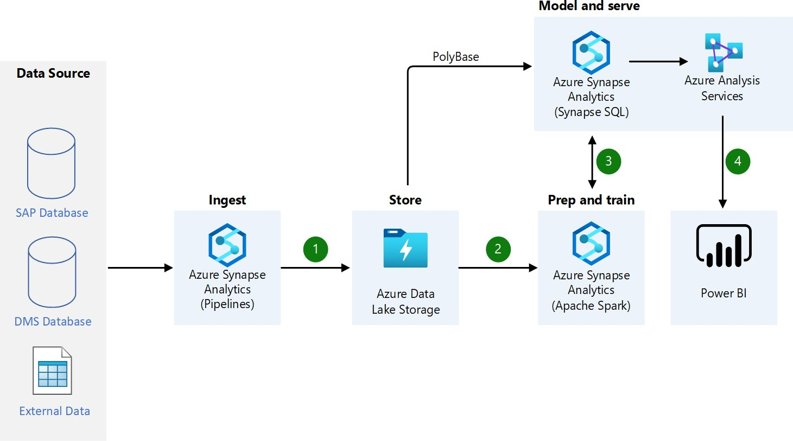 Data Source
SAP Database
DMS Database
External Data
Ingest
Azure Synapse
Analytics
(Pipelines)
1
Store
Azure Data
Lake Storage
PolyBase
2
Model and serve
Azure Synapse
Analytics
(Synapse SQL)
Azure Analysis
Services
3
4
Prep and train
Azure Synapse
Analytics
(Apache Spark)
Power BI